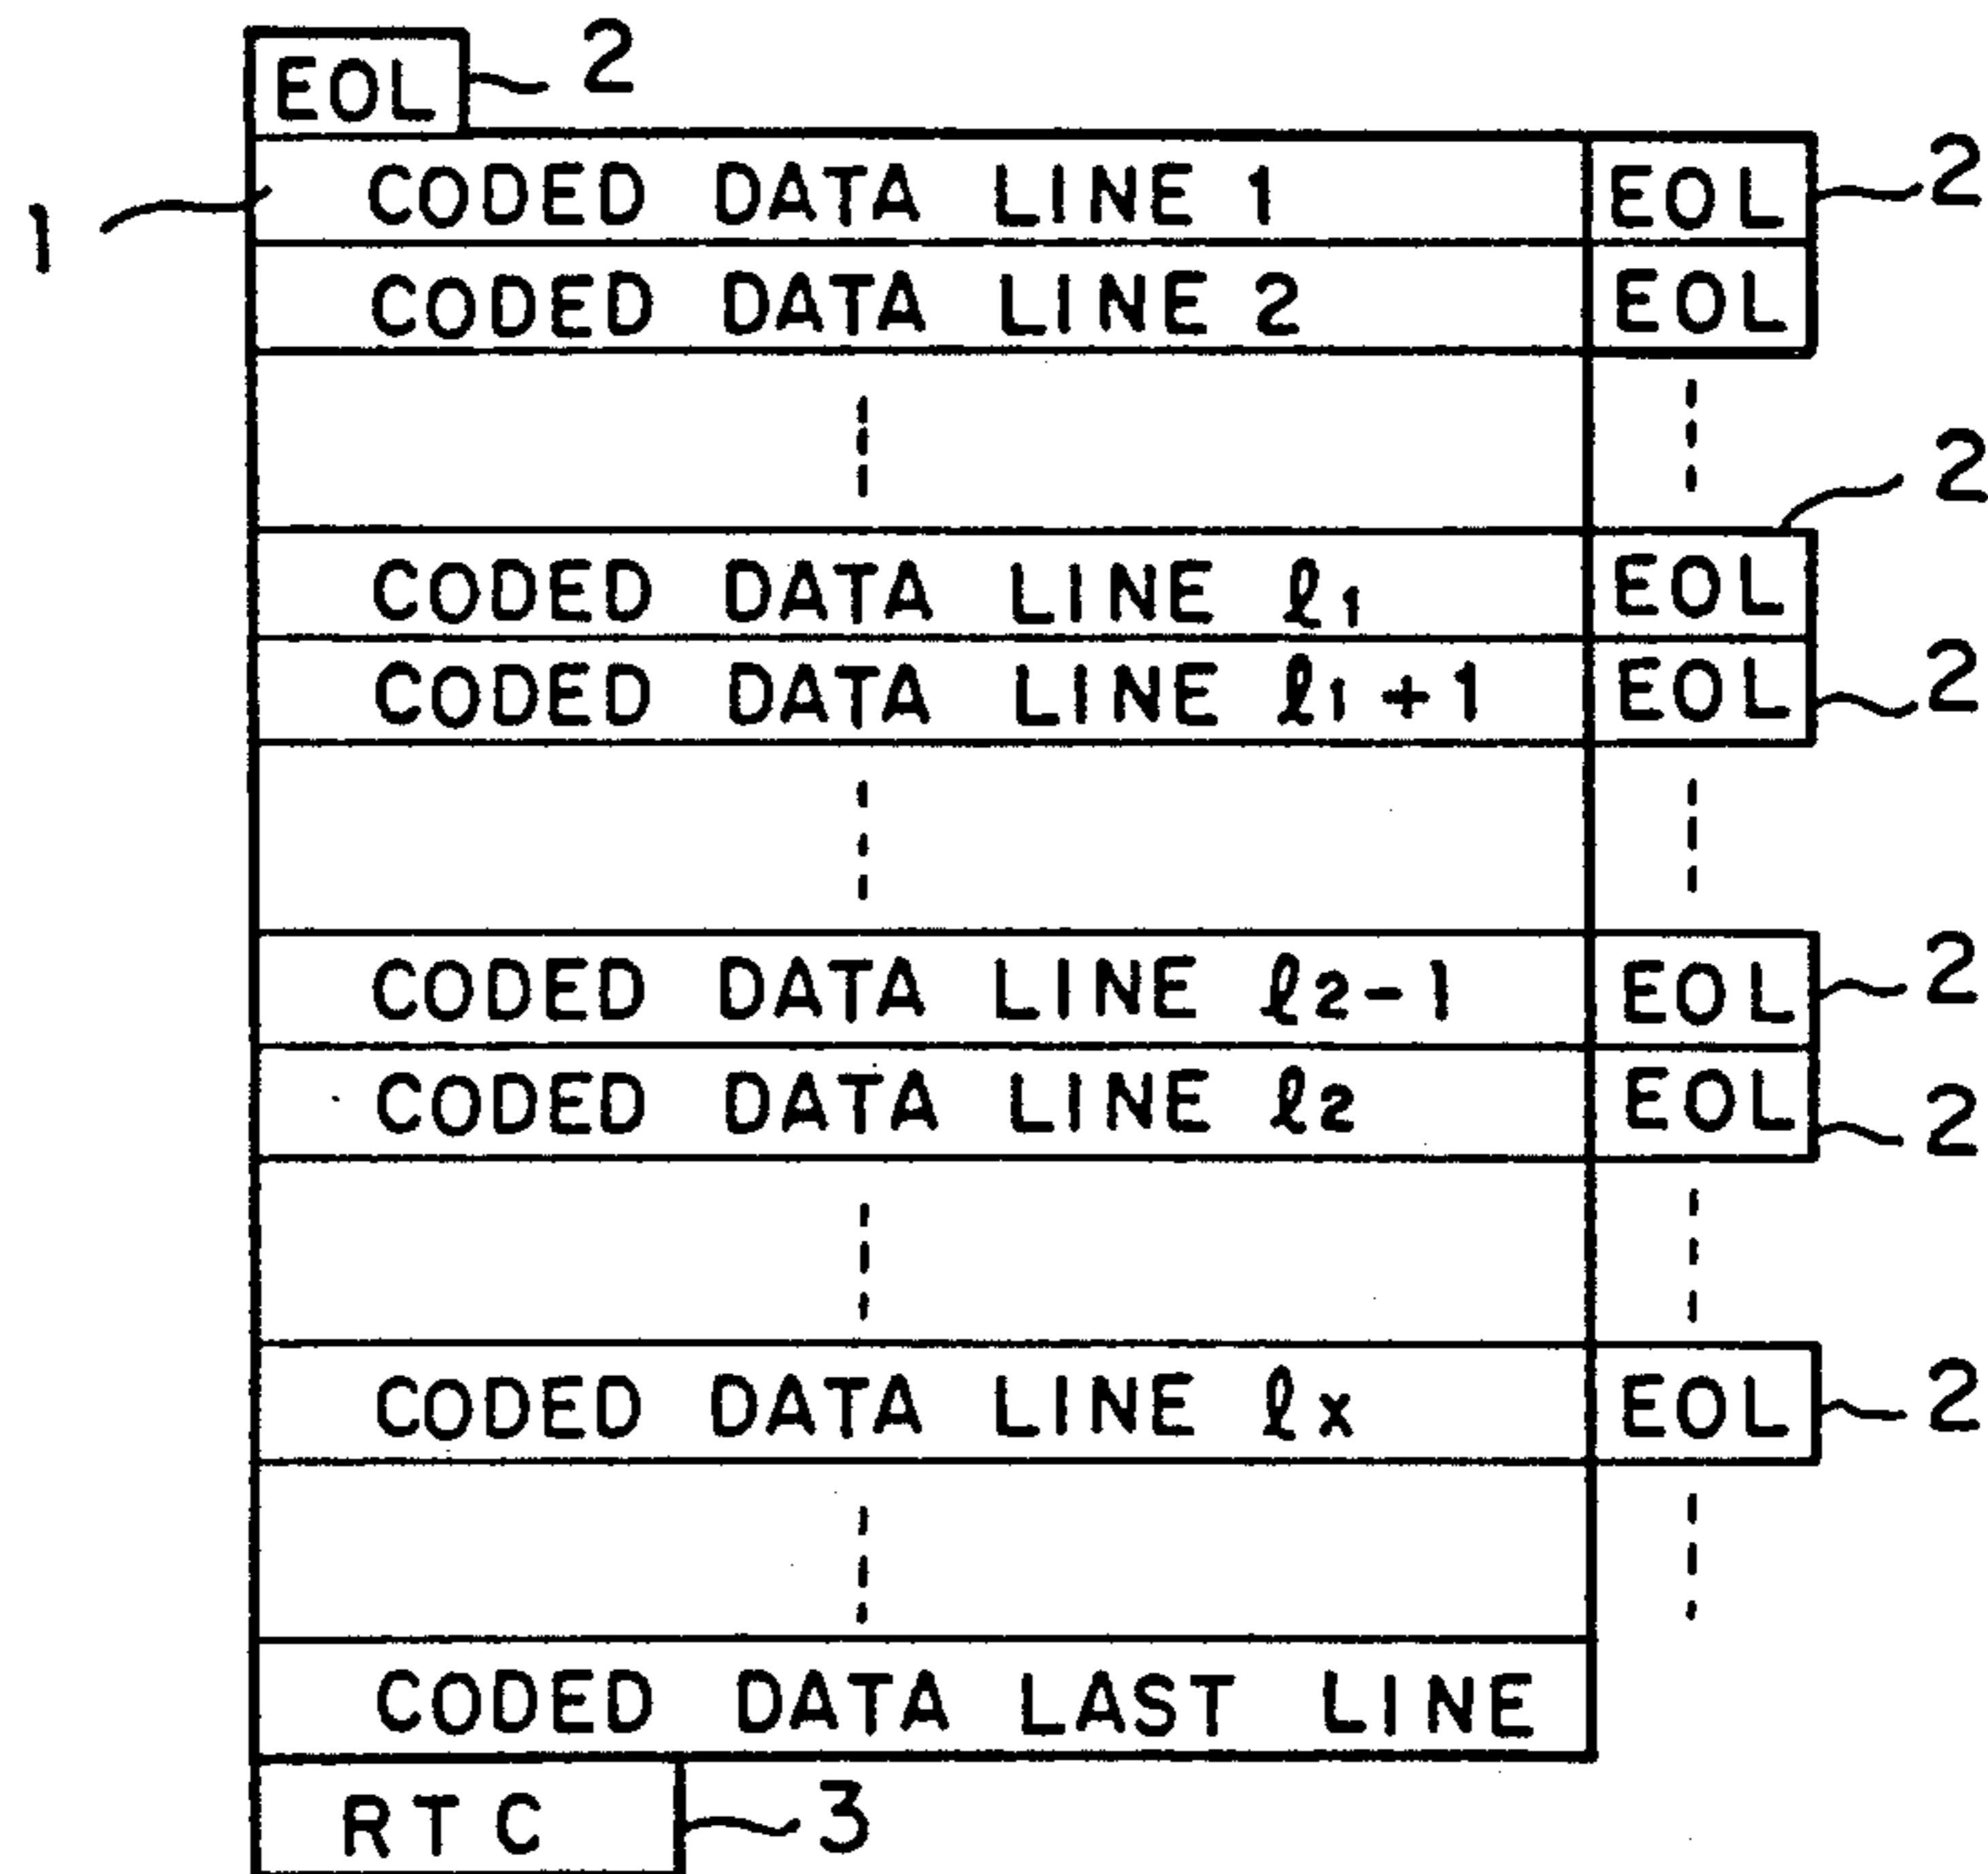 EOL 2
1 CODED DATA LINE 1 EOL 2
CODED DATA LINE 2 EOL
2
CODED DATA LINE ℓ1 EOL
CODED DATA LINE ℓ1+1 EOL 2
CODED DATA LINE ℓ2-1 EOL 2
CODED DATA LINE ℓ2 EOL 2
CODED DATA LINE ℓx EOL 2
CODED DATA LAST LINE
RTC 3